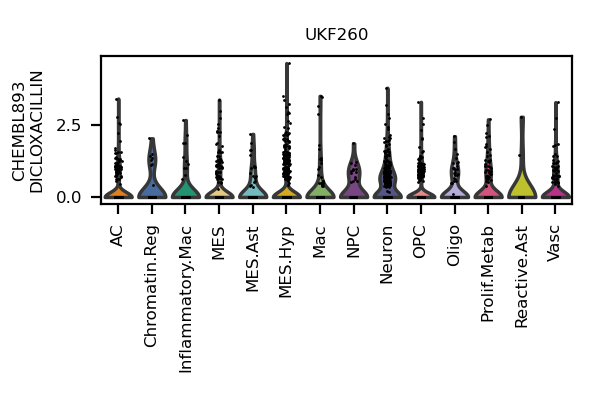 UKF260
CHEMBL893
DICLOXACILLIN
2.5
0.0
AC
Chromatin.Reg
Inflammatory.Mac
MES
MES.Ast
MES.Hyp
Mac
NPC
Neuron
OPC
Oligo
Prolif.Metab
Reactive.Ast
Vasc